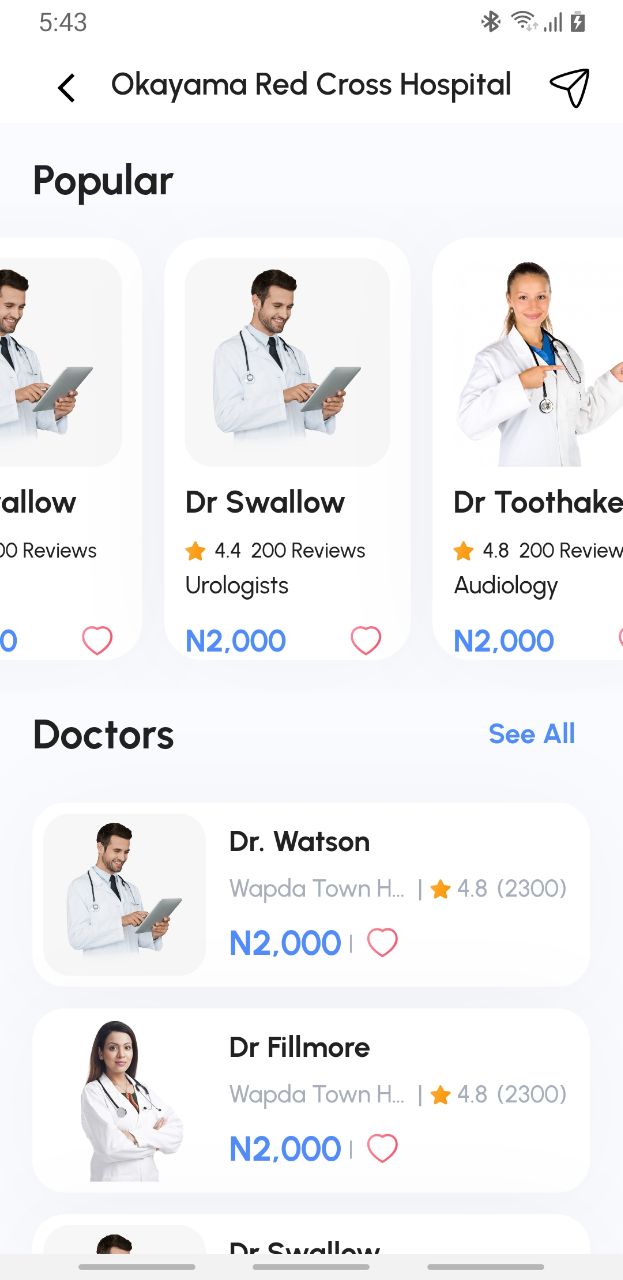 5:43
Okayama Red Cross Hospital
Popular
allow
Dr Swallow
Dr Toothake
00 Reviews
4.4 200 Reviews
4.8 200 Review
Urologists
Audiology
0
N2,000
N2,000
Doctors
See All
Dr. Watson
Wapda Town H... | 4.8 (2300)
N2,000 |
Dr Fillmore
Wapda Town H... | 4.8 (2300)
N2,000 |
Dr Swallow